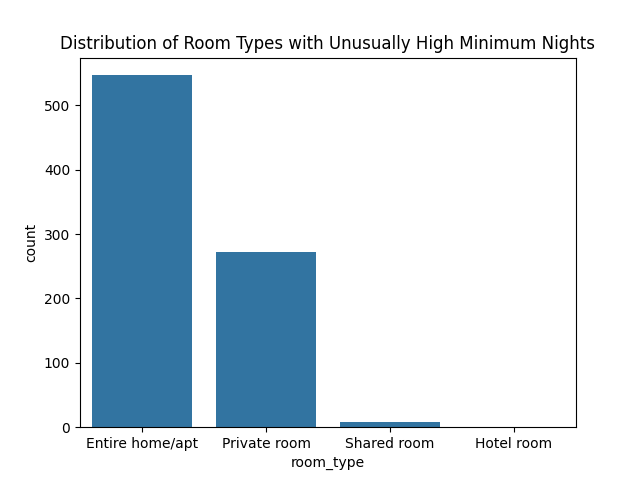 Distribution of Room Types with Unusually High Minimum Nights
500
400
300
200
100
0
count
Entire home/apt Private room Shared room Hotel room
room_type